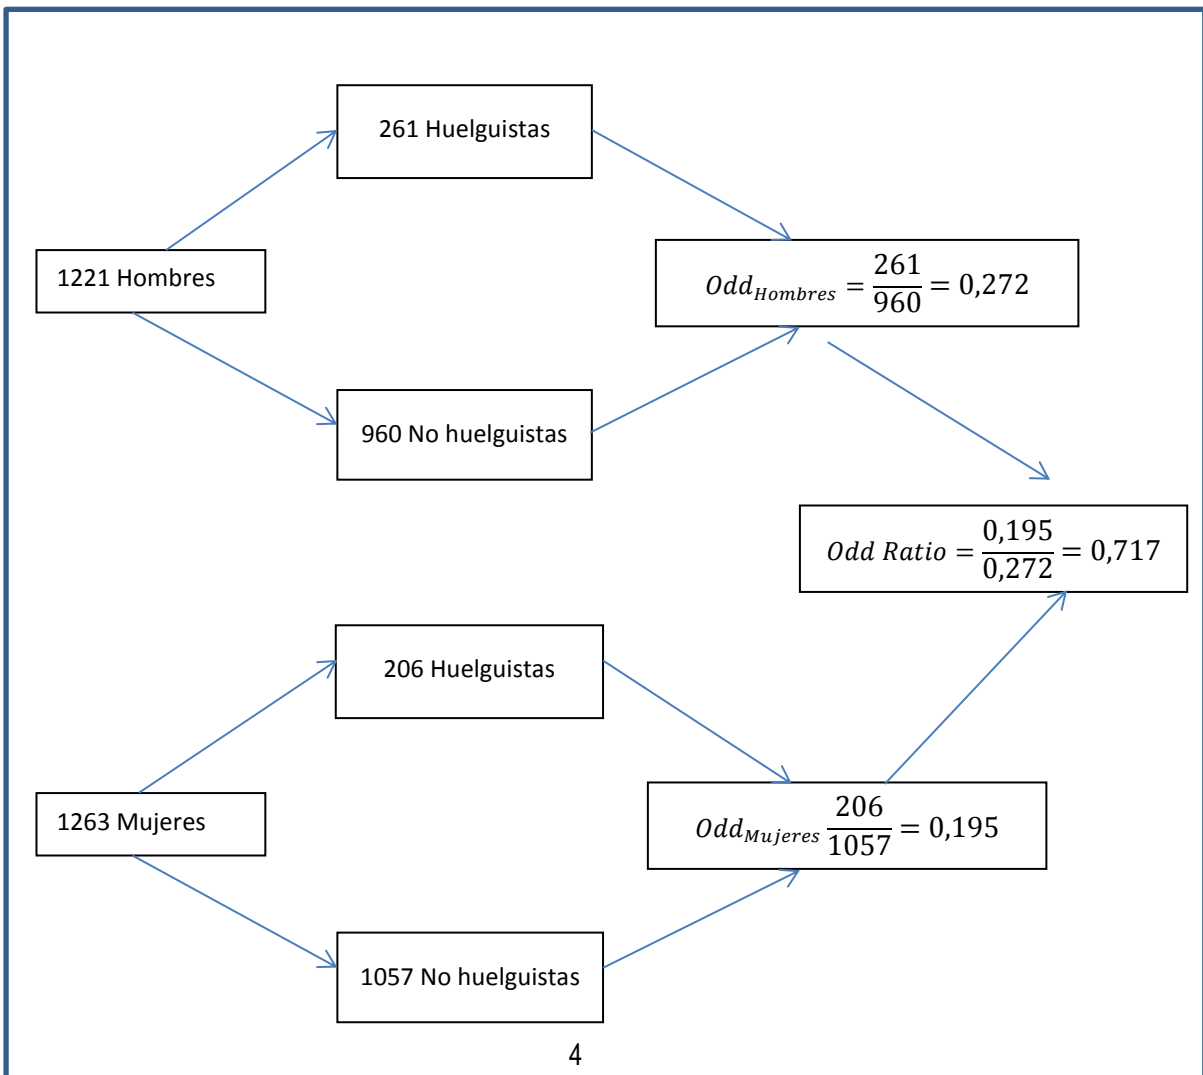 261 Huelguistas
1221 Hombres
Odd_Hombres = 261/960 = 0,272
960 No huelguistas
Odd Ratio = 0,195/0,272 = 0,717
206 Huelguistas
1263 Mujeres
Odd_Mujeres 206/1057 = 0,195
1057 No huelguistas
4